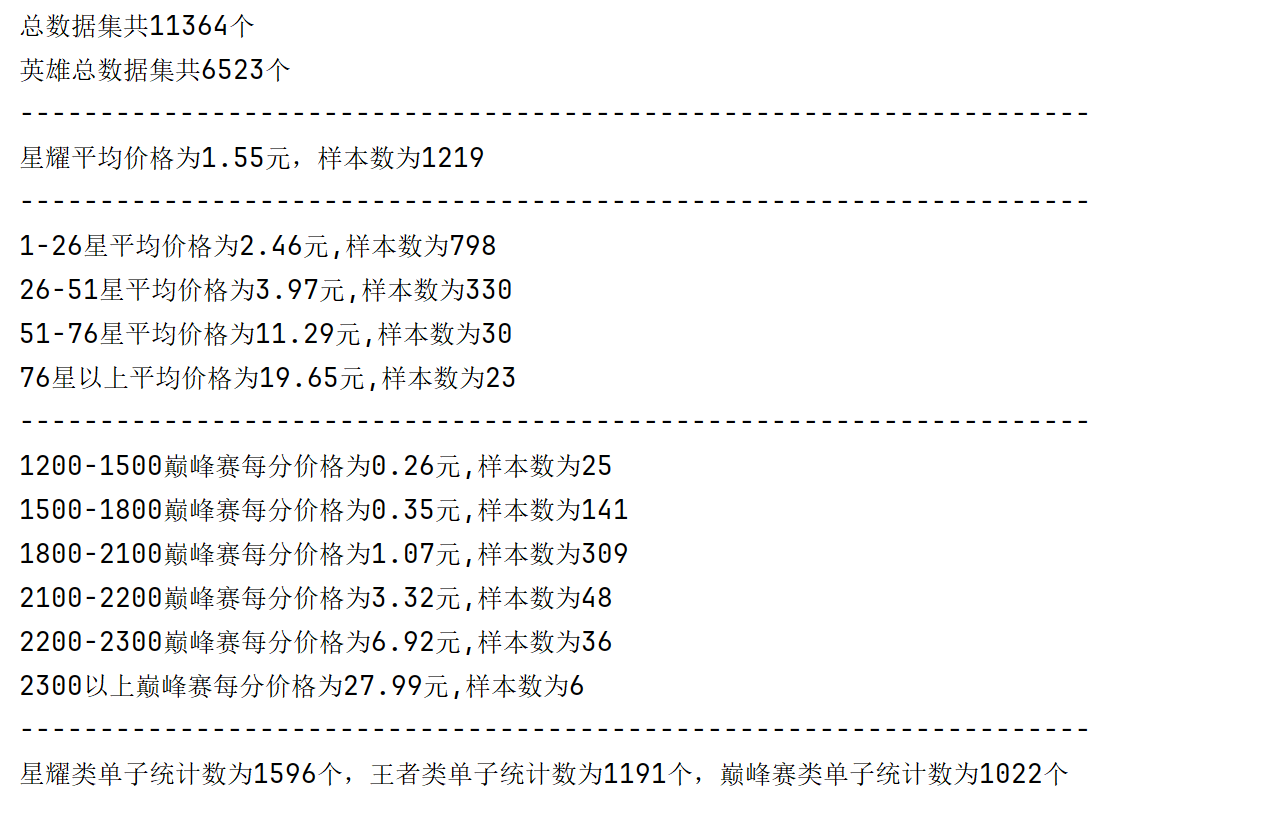 总数据集共11364个
英雄总数据集共6523个
-------------------------------------------------------------------
星耀平均价格为1.55元，样本数为1219
-------------------------------------------------------------------
1-26星平均价格为2.46元,样本数为798
26-51星平均价格为3.97元,样本数为330
51-76星平均价格为11.29元,样本数为30
76星以上平均价格为19.65元,样本数为23
-------------------------------------------------------------------
1200-1500巅峰赛每分价格为0.26元,样本数为25
1500-1800巅峰赛每分价格为0.35元,样本数为141
1800-2100巅峰赛每分价格为1.07元,样本数为309
2100-2200巅峰赛每分价格为3.32元,样本数为48
2200-2300巅峰赛每分价格为6.92元,样本数为36
2300以上巅峰赛每分价格为27.99元,样本数为6
-------------------------------------------------------------------
星耀类单子统计数为1596个，王者类单子统计数为1191个，巅峰赛类单子统计数为1022个